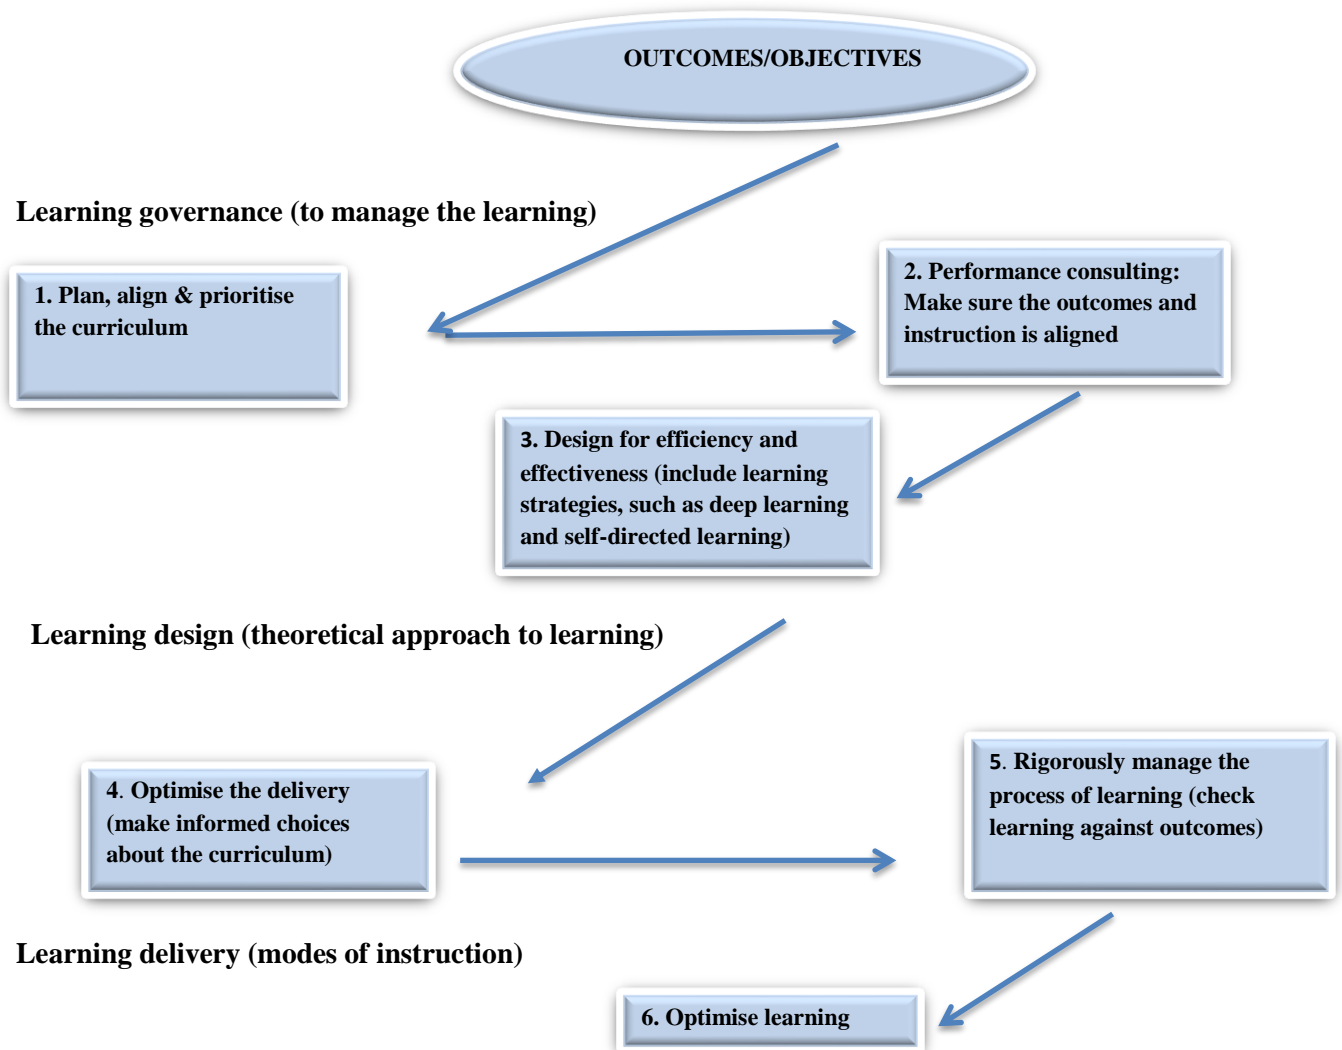 OUTCOMES/OBJECTIVES
Learning governance (to manage the learning)
1. Plan, align & prioritise
the curriculum
2. Performance consulting:
Make sure the outcomes and
instruction is aligned
3. Design for efficiency and
effectiveness (include learning
strategies, such as deep learning
and self-directed learning)
Learning design (theoretical approach to learning)
4. Optimise the delivery
(make informed choices
about the curriculum)
5. Rigorously manage the
process of learning (check
learning against outcomes)
Learning delivery (modes of instruction)
6. Optimise learning